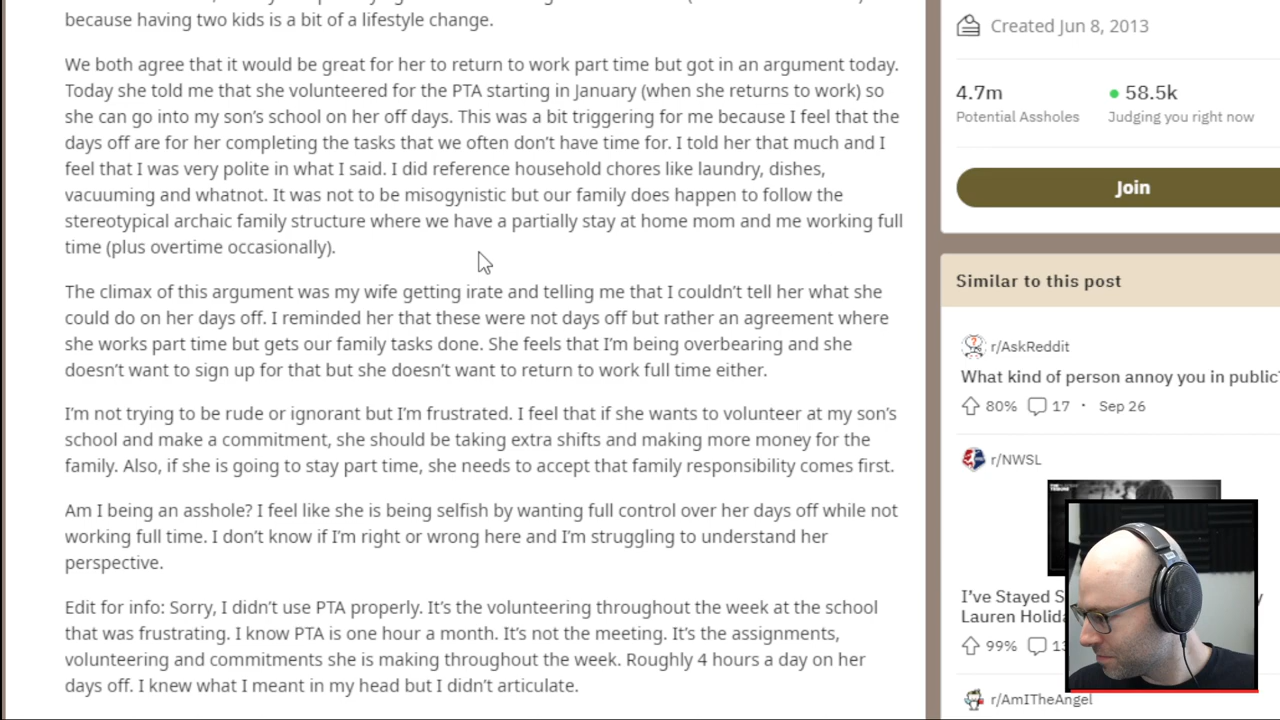 because having two kids is a bit of a lifestyle change.
We both agree that it would be great for her to return to work part time but got in an argument today.
Today she told me that she volunteered for the PTA starting in January (when she returns to work) so
she can go into my son's school on her off days. This was a bit triggering for me because I feel that the
days off are for her completing the tasks that we often don't have time for. I told her that much and I
feel that I was very polite in what I said. I did reference household chores like laundry, dishes,
vacuuming and whatnot. It was not to be misogynistic but our family does happen to follow the
stereotypical archaic family structure where we have a partially stay at home mom and me working full
time (plus overtime occasionally).
The climax of this argument was my wife getting irate and telling me that I couldn't tell her what she
could do on her days off. I reminded her that these were not days off but rather an agreement where
she works part time but gets our family tasks done. She feels that I'm being overbearing and she
doesn't want to sign up for that but she doesn't want to return to work full time either.
I'm not trying to be rude or ignorant but I'm frustrated. I feel that if she wants to volunteer at my son's
school and make a commitment, she should be taking extra shifts and making more money for the
family. Also, if she is going to stay part time, she needs to accept that family responsibility comes first.
Am I being an asshole? I feel like she is being selfish by wanting full control over her days off while not
working full time. I don't know if I'm right or wrong here and I'm struggling to understand her
perspective.
Edit for info: Sorry, I didn't use PTA properly. It's the volunteering throughout the week at the school
that was frustrating. I know PTA is one hour a month. It's not the meeting. It's the assignments,
volunteering and commitments she is making throughout the week. Roughly 4 hours a day on her
days off. I knew what I meant in my head but I didn't articulate.
Created Jun 8, 2013
4.7m 58.5k
Potential Assholes Judging you right now
Join
Similar to this post
r/AskReddit
What kind of person annoy you in public?
80% 17 · Sep 26
r/NWSL
I've Stayed S
Lauren Holid
99% 13
r/AmITheAngel